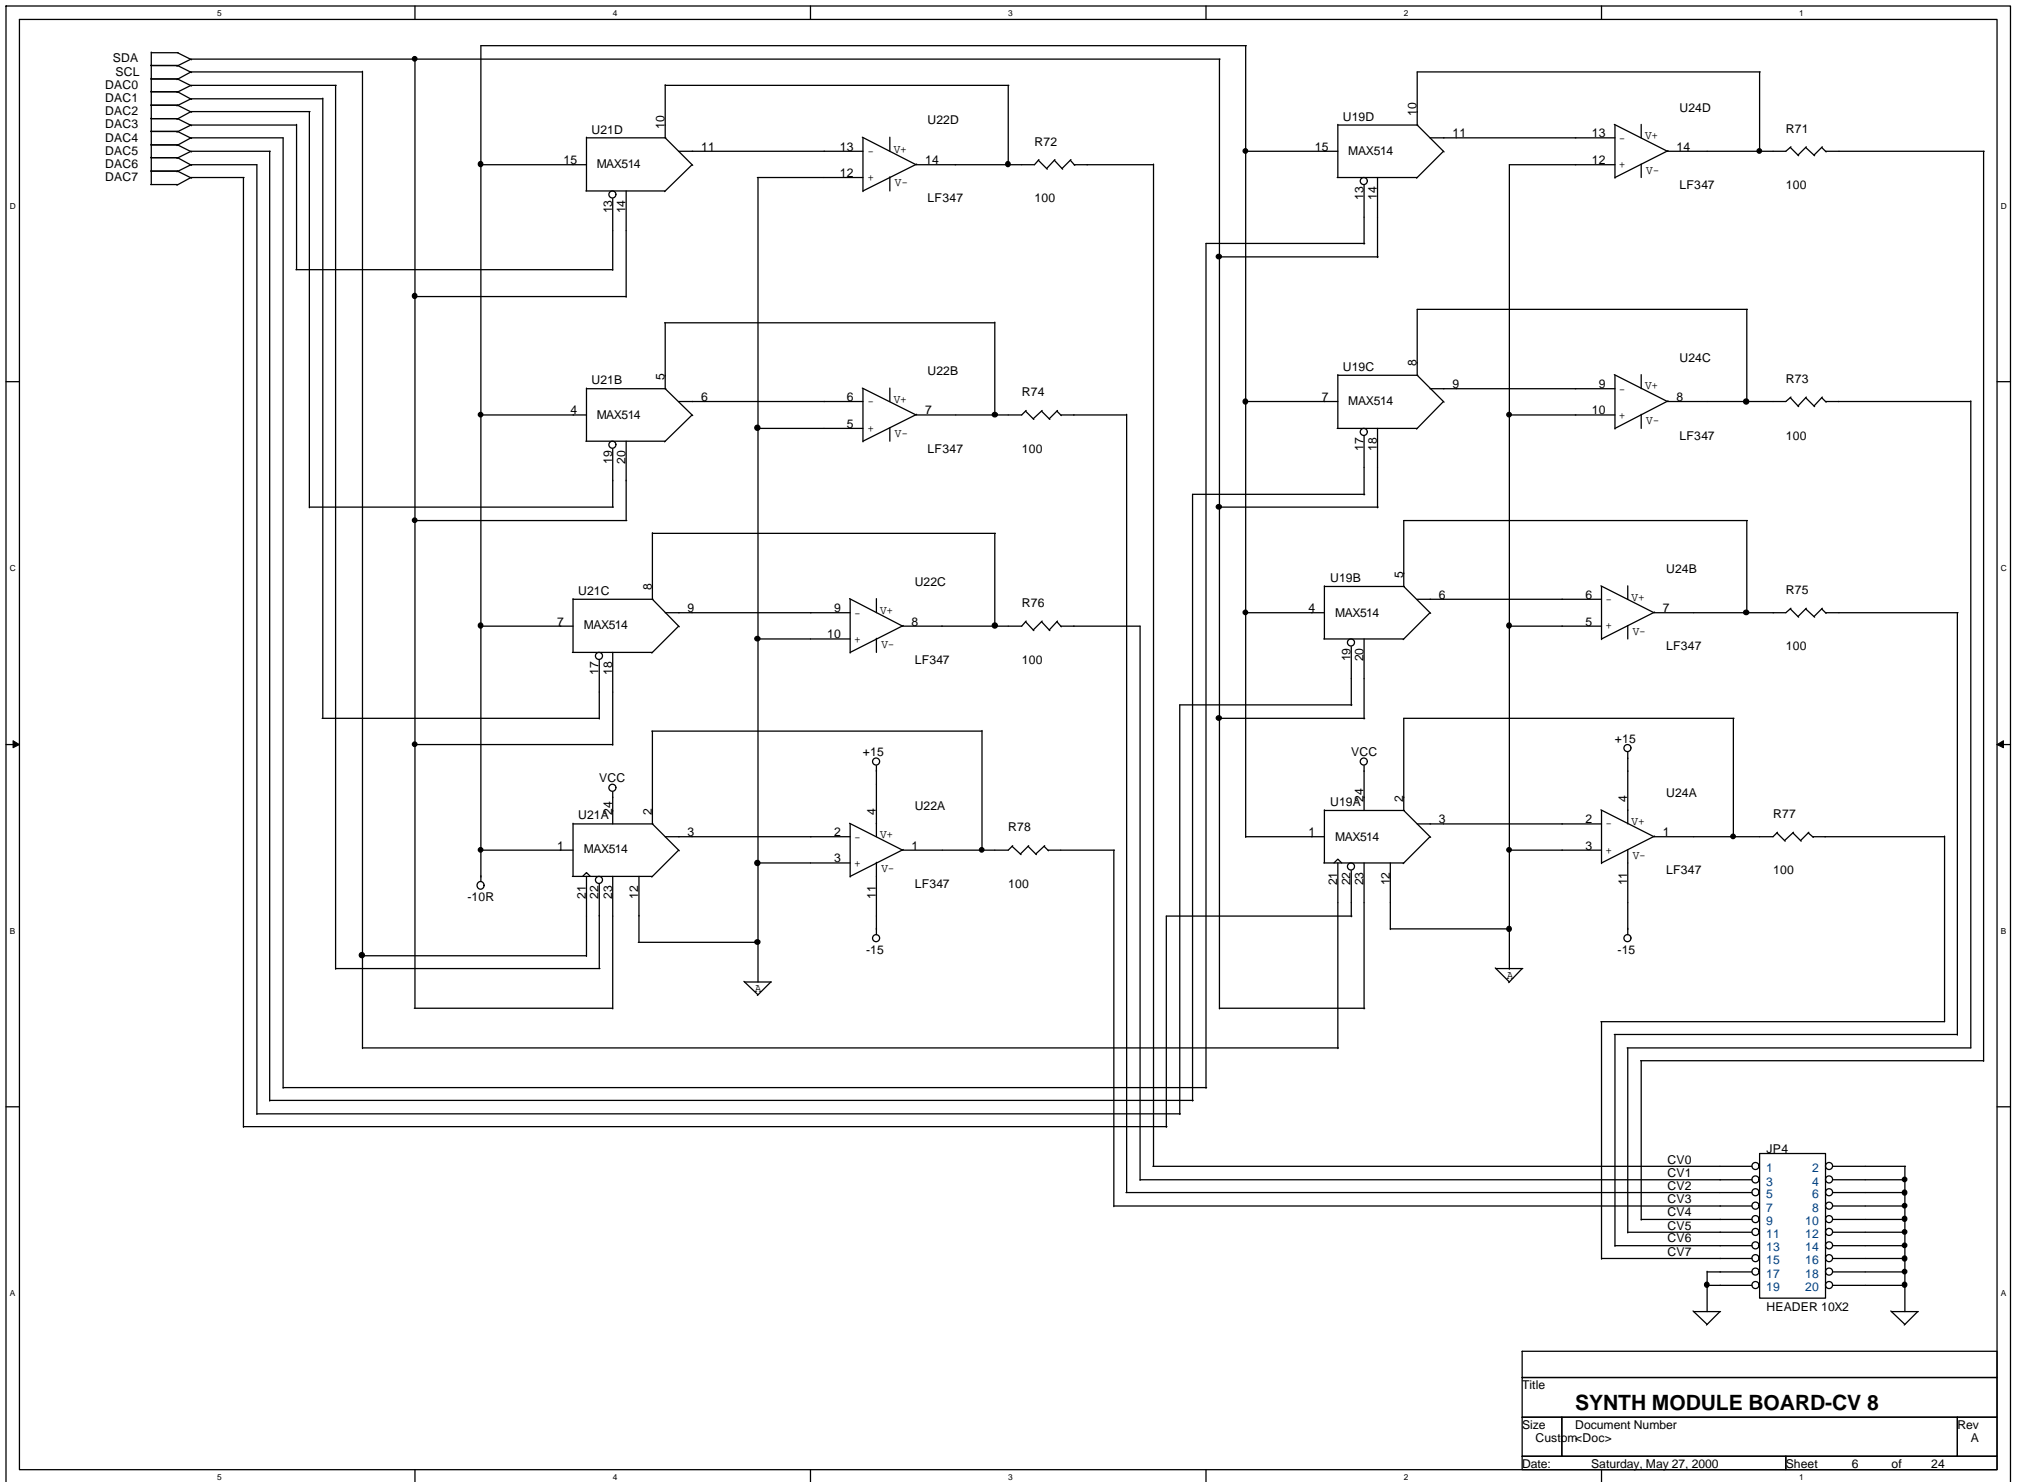 5 4 3 2 1
SDA
SCL
DAC0
DAC1
DAC2
DAC3
DAC4
DAC5
DAC6
DAC7
D D
C C
B B
A A
U21D
MAX514
15 10 11 13 14
U22D
13 12 14
- + V+ V-
LF347
R72
100
U19D
MAX514
15 10 11 13 14
U24D
13 12 14
- + V+ V-
LF347
R71
100
U21B
MAX514
4 5 6 19 20
U22B
6 5 7
- + V+ V-
LF347
R74
100
U19C
MAX514
7 8 9 17 18
U24C
9 10 8
- + V+ V-
LF347
R73
100
U21C
MAX514
7 8 9 17 18
U22C
9 10 8
- + V+ V-
LF347
R76
100
U19B
MAX514
4 5 6 19 20
U24B
6 5 7
- + V+ V-
LF347
R75
100
VCC
24
U21A
MAX514
1 2 3 21 22 23 12
-10R
+15
4
U22A
2 3 1
- + V+ V-
LF347
11
-15
R78
100
A
VCC
24
U19A
MAX514
1 2 3 21 22 23 12
+15
4
U24A
2 3 1
- + V+ V-
LF347
11
-15
R77
100
A
JP4
CV0 1 2
CV1 3 4
CV2 5 6
CV3 7 8
CV4 9 10
CV5 11 12
CV6 13 14
CV7 15 16
17 18
19 20
HEADER 10X2
Title
SYNTH MODULE BOARD-CV 8
Size Document Number Rev
Custom <Doc> A
Date: Saturday, May 27, 2000 Sheet 6 of 24
5 4 3 2 1